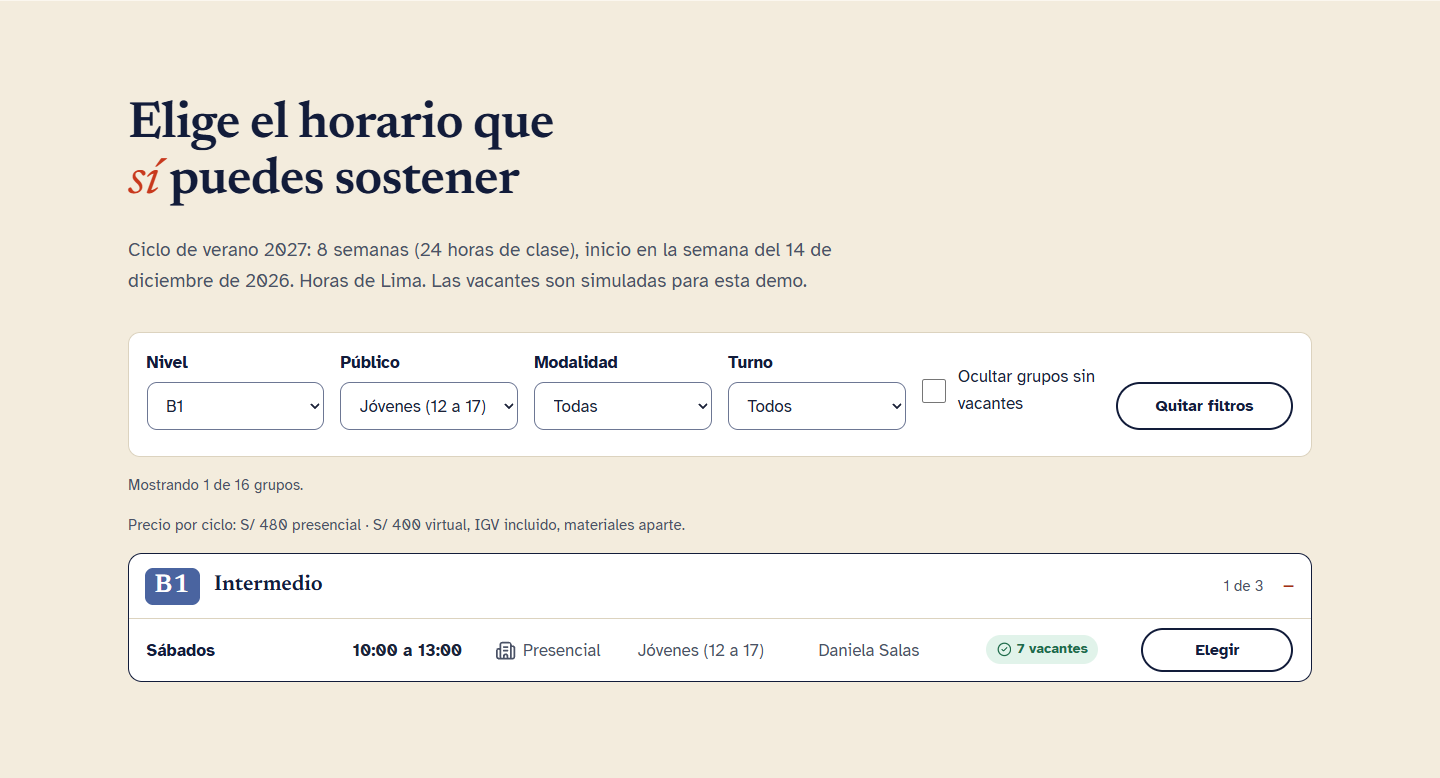 Elige el horario que
sí puedes sostener
Ciclo de verano 2027: 8 semanas (24 horas de clase), inicio en la semana del 14 de
diciembre de 2026. Horas de Lima. Las vacantes son simuladas para esta demo.
Nivel
Público
Modalidad
Turno
B1
Jóvenes (12 a 17)
Todas
Todos
Ocultar grupos sin
vacantes
Quitar filtros
Mostrando 1 de 16 grupos.
Precio por ciclo: S/ 480 presencial · S/ 400 virtual, IGV incluido, materiales aparte.
B1 Intermedio 1 de 3 –
Sábados 10:00 a 13:00 Presencial Jóvenes (12 a 17) Daniela Salas 7 vacantes Elegir